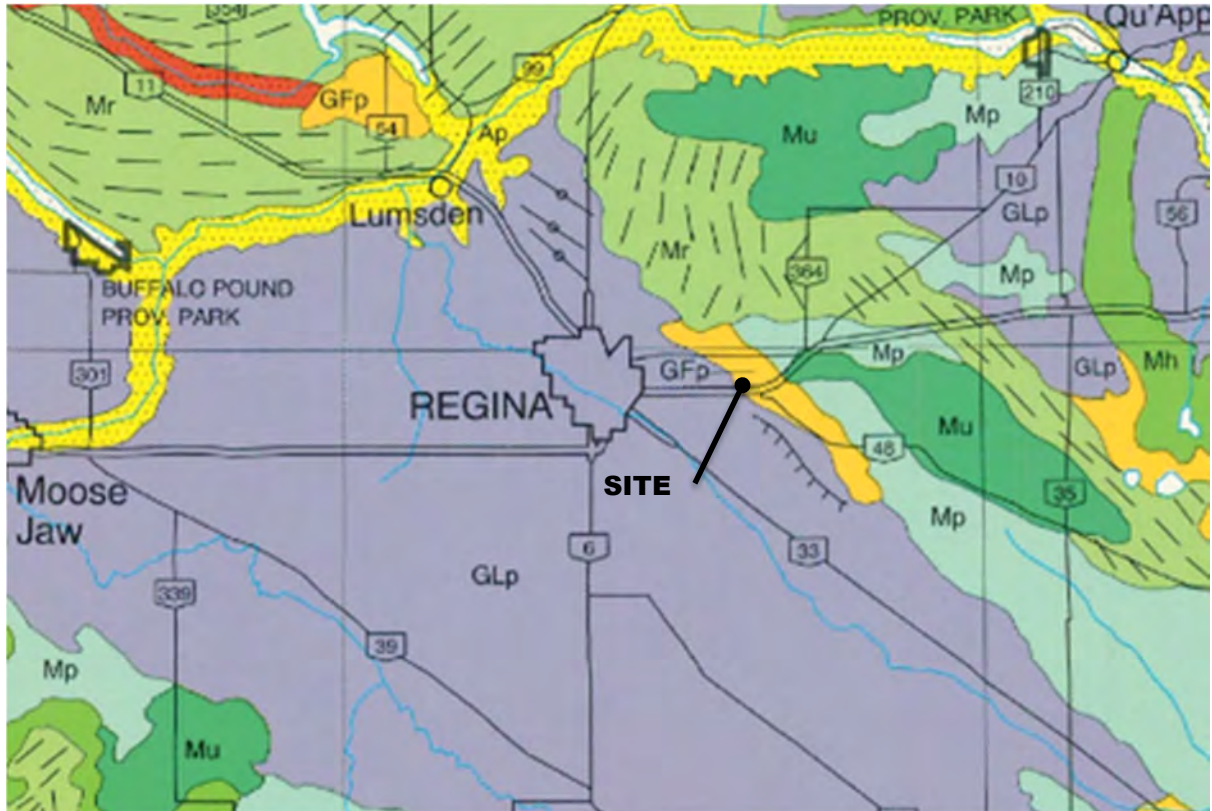 354
PROV. PARK
Qu'App
11
GFp
99
Mr
54
Ap
Mu
Mp
210
10
GLp
56
Lumsden
Mr
364
Mp
BUFFALO POUND
PROV. PARK
301
GFp
Mp
GLp
Mh
REGINA
Mu
48
SITE
35
Moose
Jaw
Mp
6
33
GLp
339
39
Mp
Mu